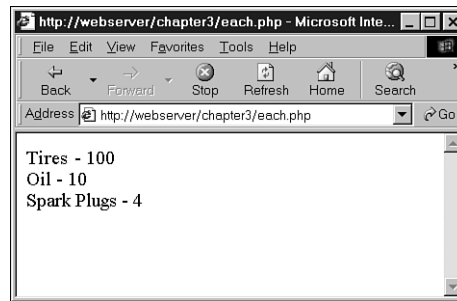 http://webserver/chapter3/each.php - Microsoft Inte...
File Edit View Favorites Tools Help
Back Forward Stop Refresh Home Search »
Address http://webserver/chapter3/each.php Go
Tires - 100
Oil - 10
Spark Plugs - 4